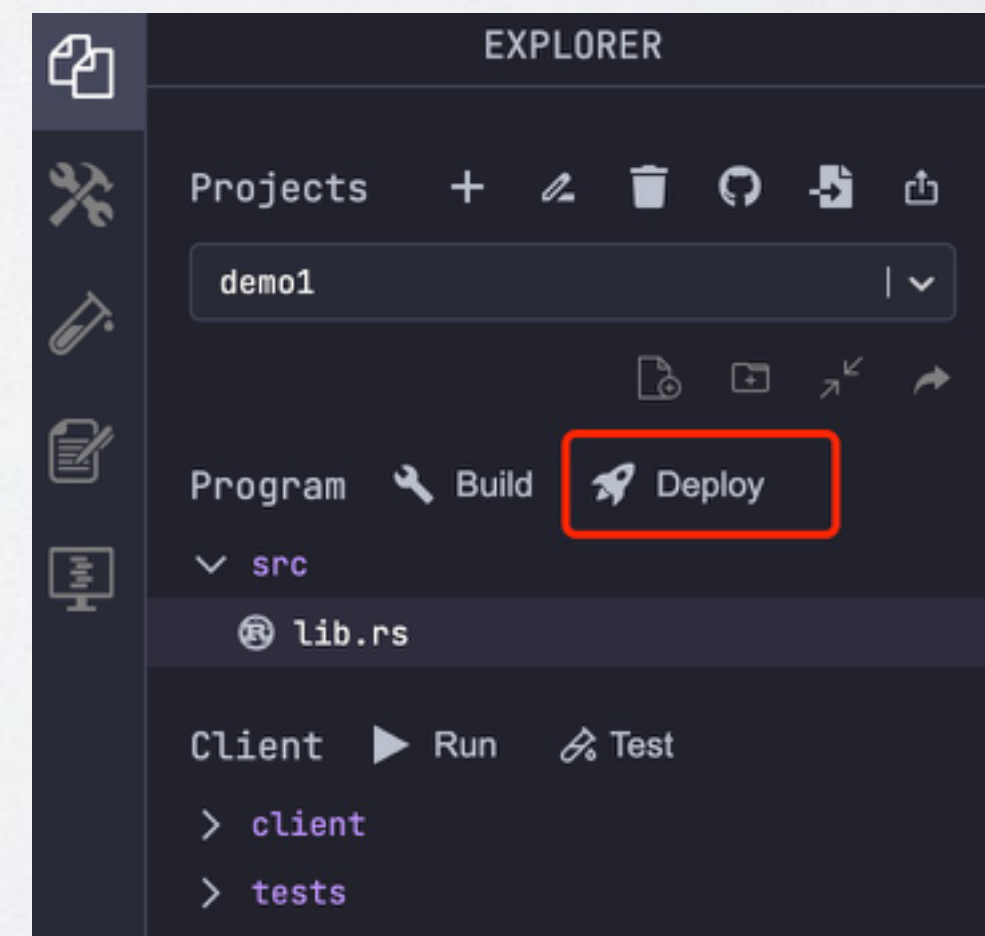 EXPLORER
Projects
demo1
Program Build Deploy
src
lib.rs
Client Run Test
client
tests